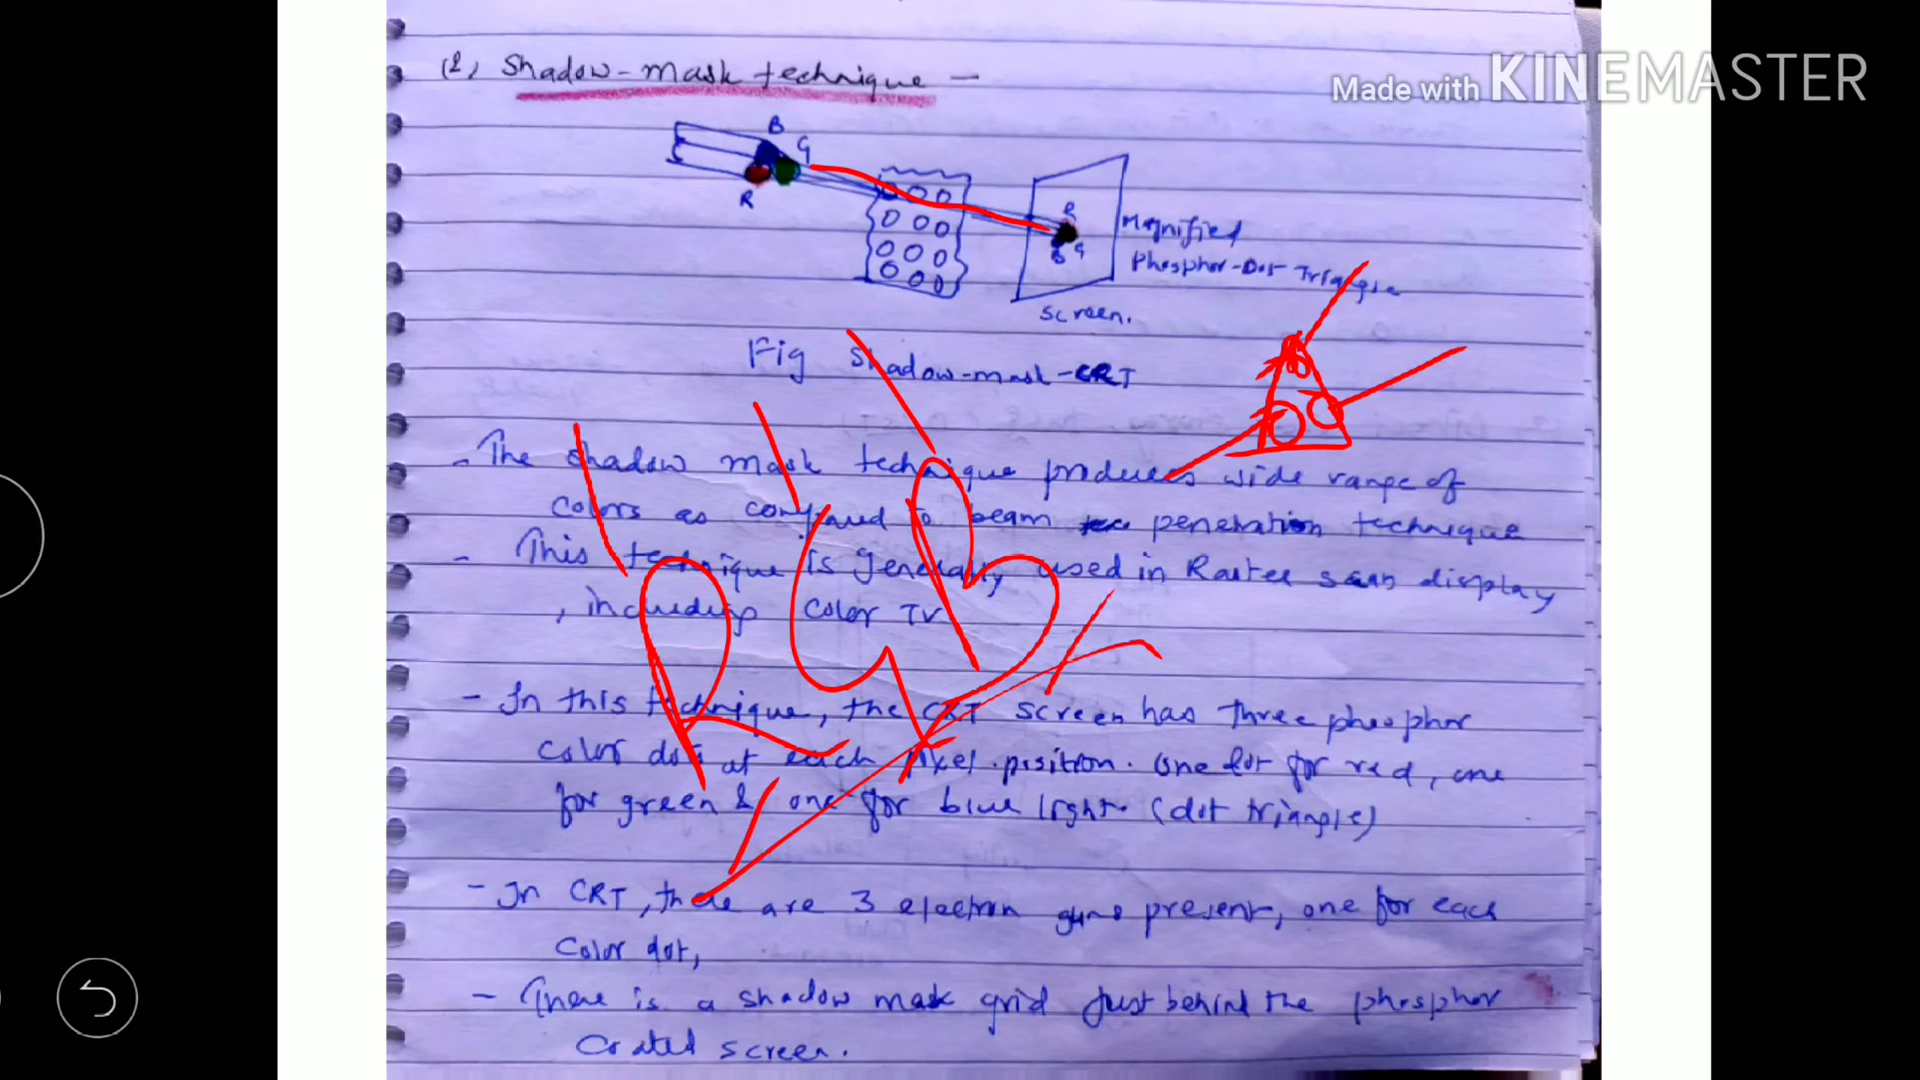 Made with KINEMASTER
(2) Shadow-mask technique -
B
G
R
R
B G
Magnified
Phosphor-Dot Triangle
screen.
Fig Shadow-mask-CRT
- The shadow mask technique produces wide range of
colors as compared to beam penetration technique
- This technique is generally used in Raster scan display
, including color TV
R G B
- In this technique, the CRT screen has three phosphor
color dots at each pixel position. One dot for red, one
for green & one for blue light. (dot triangle)
- In CRT, there are 3 electron guns present, one for each
color dot,
- There is a shadow mask grid just behind the phosphor
coated screen.